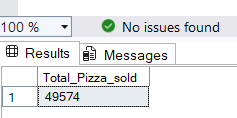 100 % No issues found
Results Messages
Total_Pizza_sold
1 49574